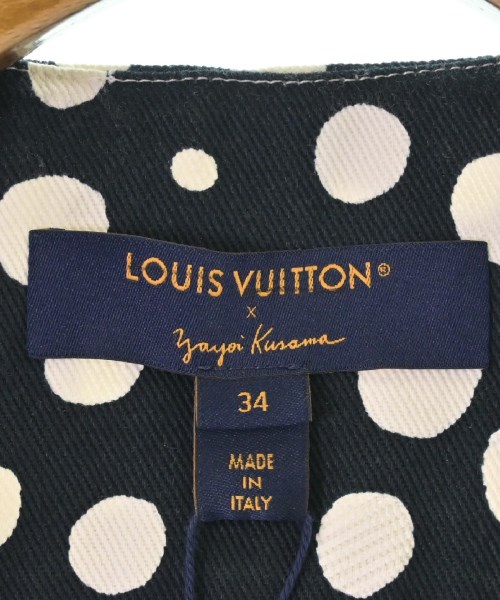 LOUIS VUITTON®
×
Yayoi Kusama
34
MADE
IN
ITALY